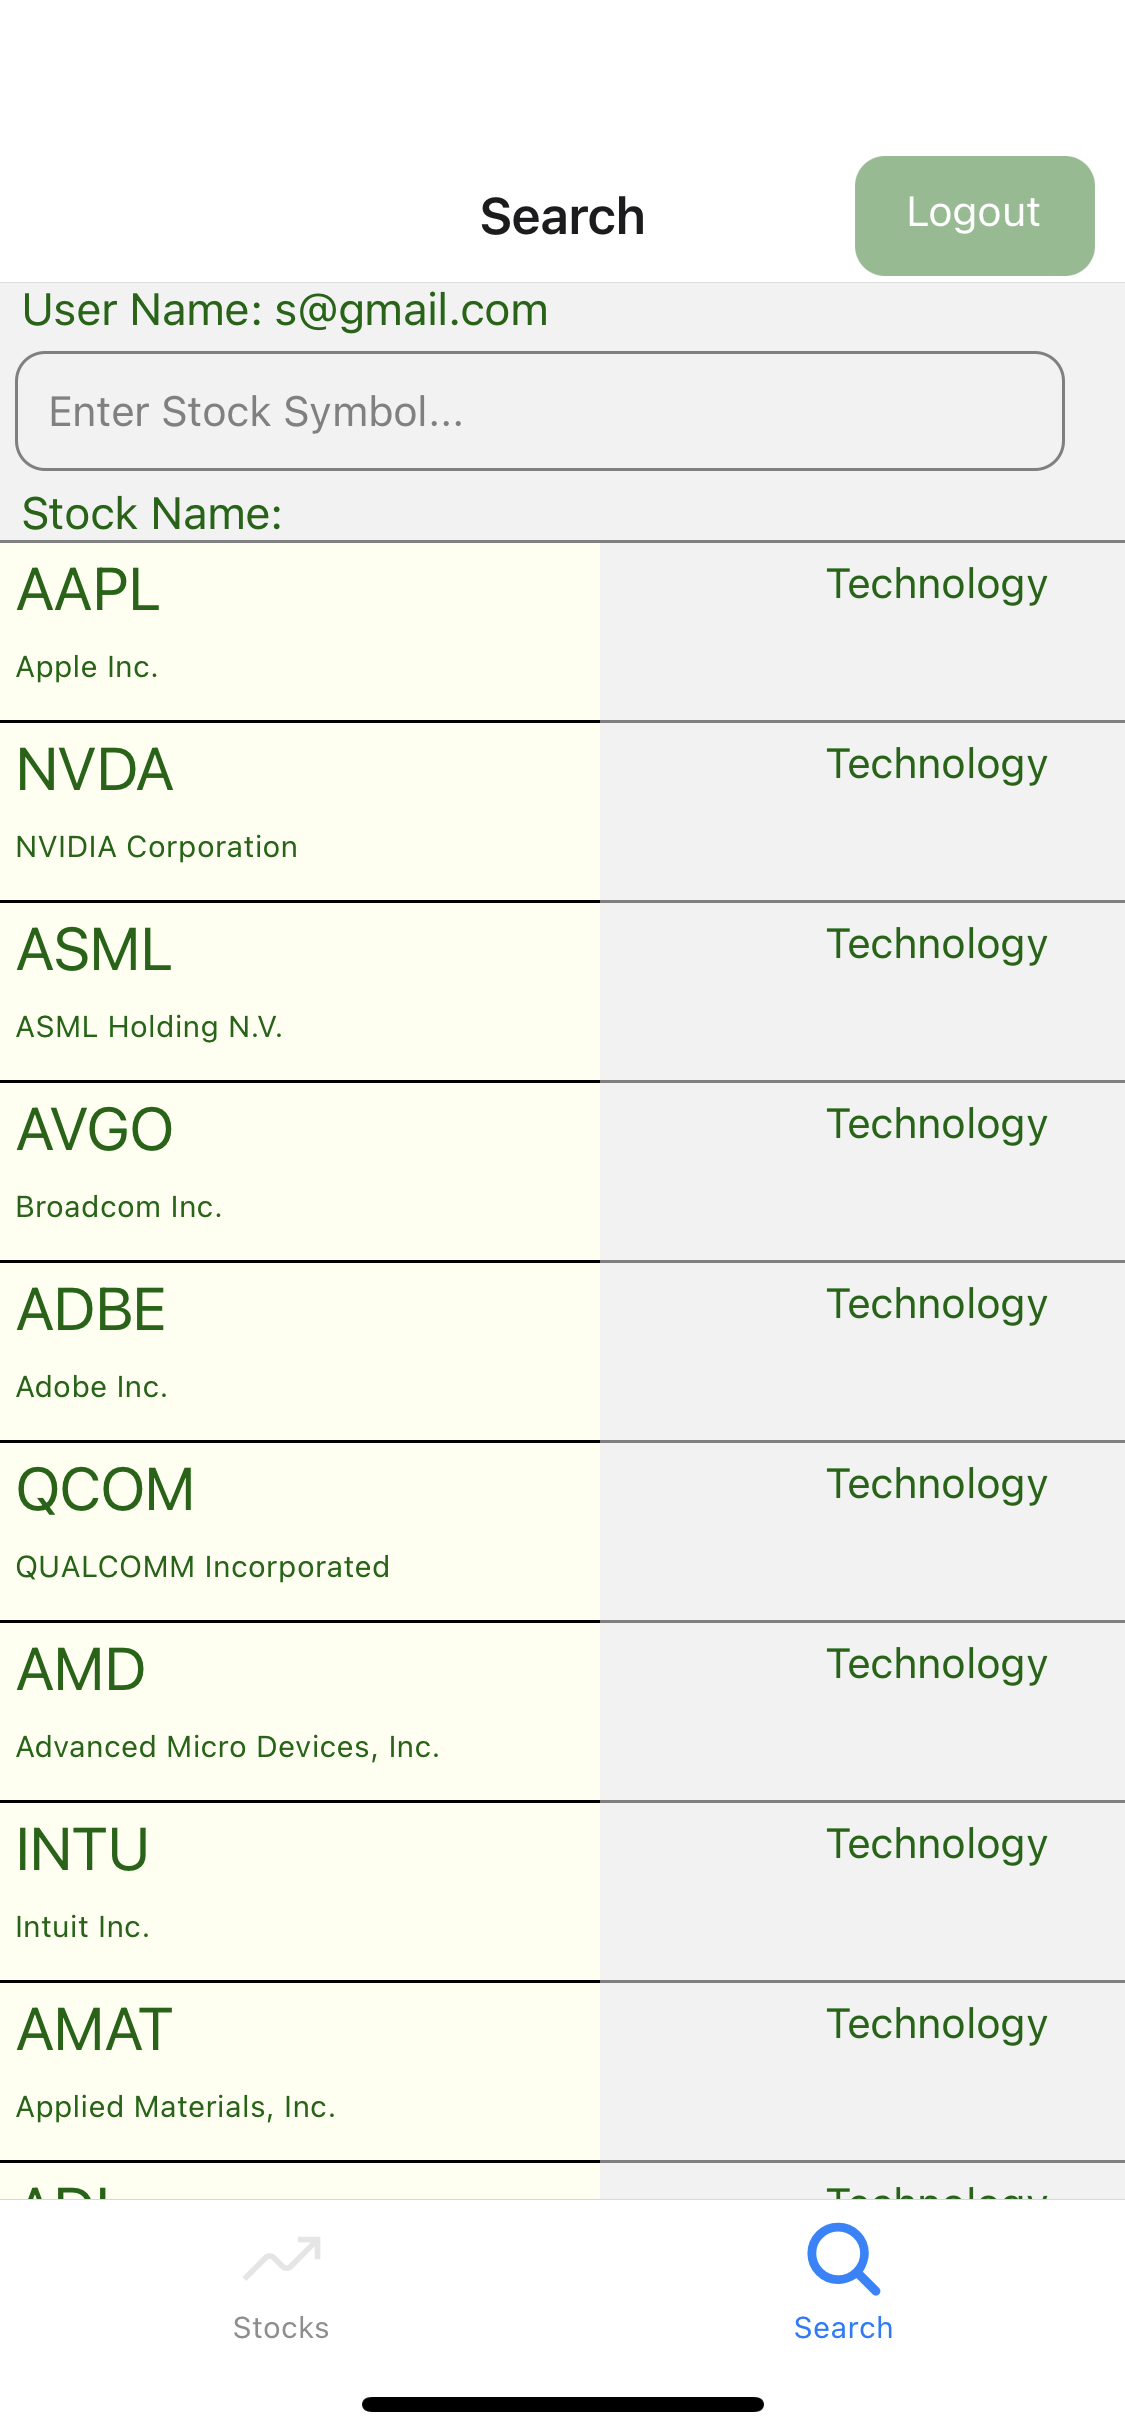 Search
Logout
User Name: s@gmail.com
Enter Stock Symbol...
Stock Name:
AAPL
Technology
Apple Inc.
NVDA
Technology
NVIDIA Corporation
ASML
Technology
ASML Holding N.V.
AVGO
Technology
Broadcom Inc.
ADBE
Technology
Adobe Inc.
QCOM
Technology
QUALCOMM Incorporated
AMD
Technology
Advanced Micro Devices, Inc.
INTU
Technology
Intuit Inc.
AMAT
Technology
Applied Materials, Inc.
Technology
Stocks
Search